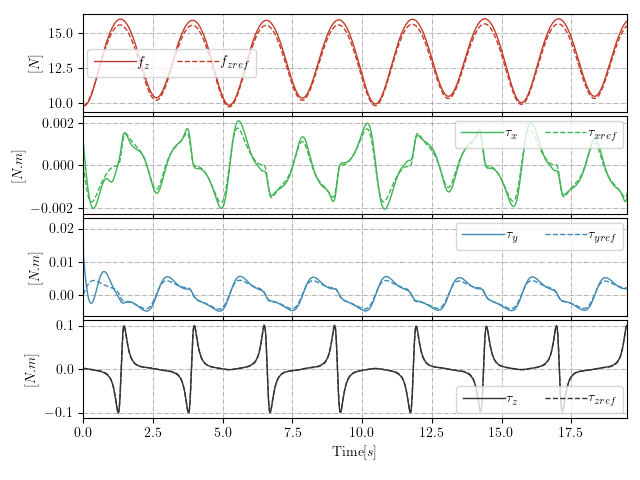 15.0
12.5
10.0
[N]
f_z f_zref
0.002
0.000
−0.002
[N.m]
τ_x τ_xref
0.02
0.01
0.00
[N.m]
τ_y τ_yref
0.1
0.0
−0.1
[N.m]
τ_z τ_zref
0.0 2.5 5.0 7.5 10.0 12.5 15.0 17.5
Time[s]